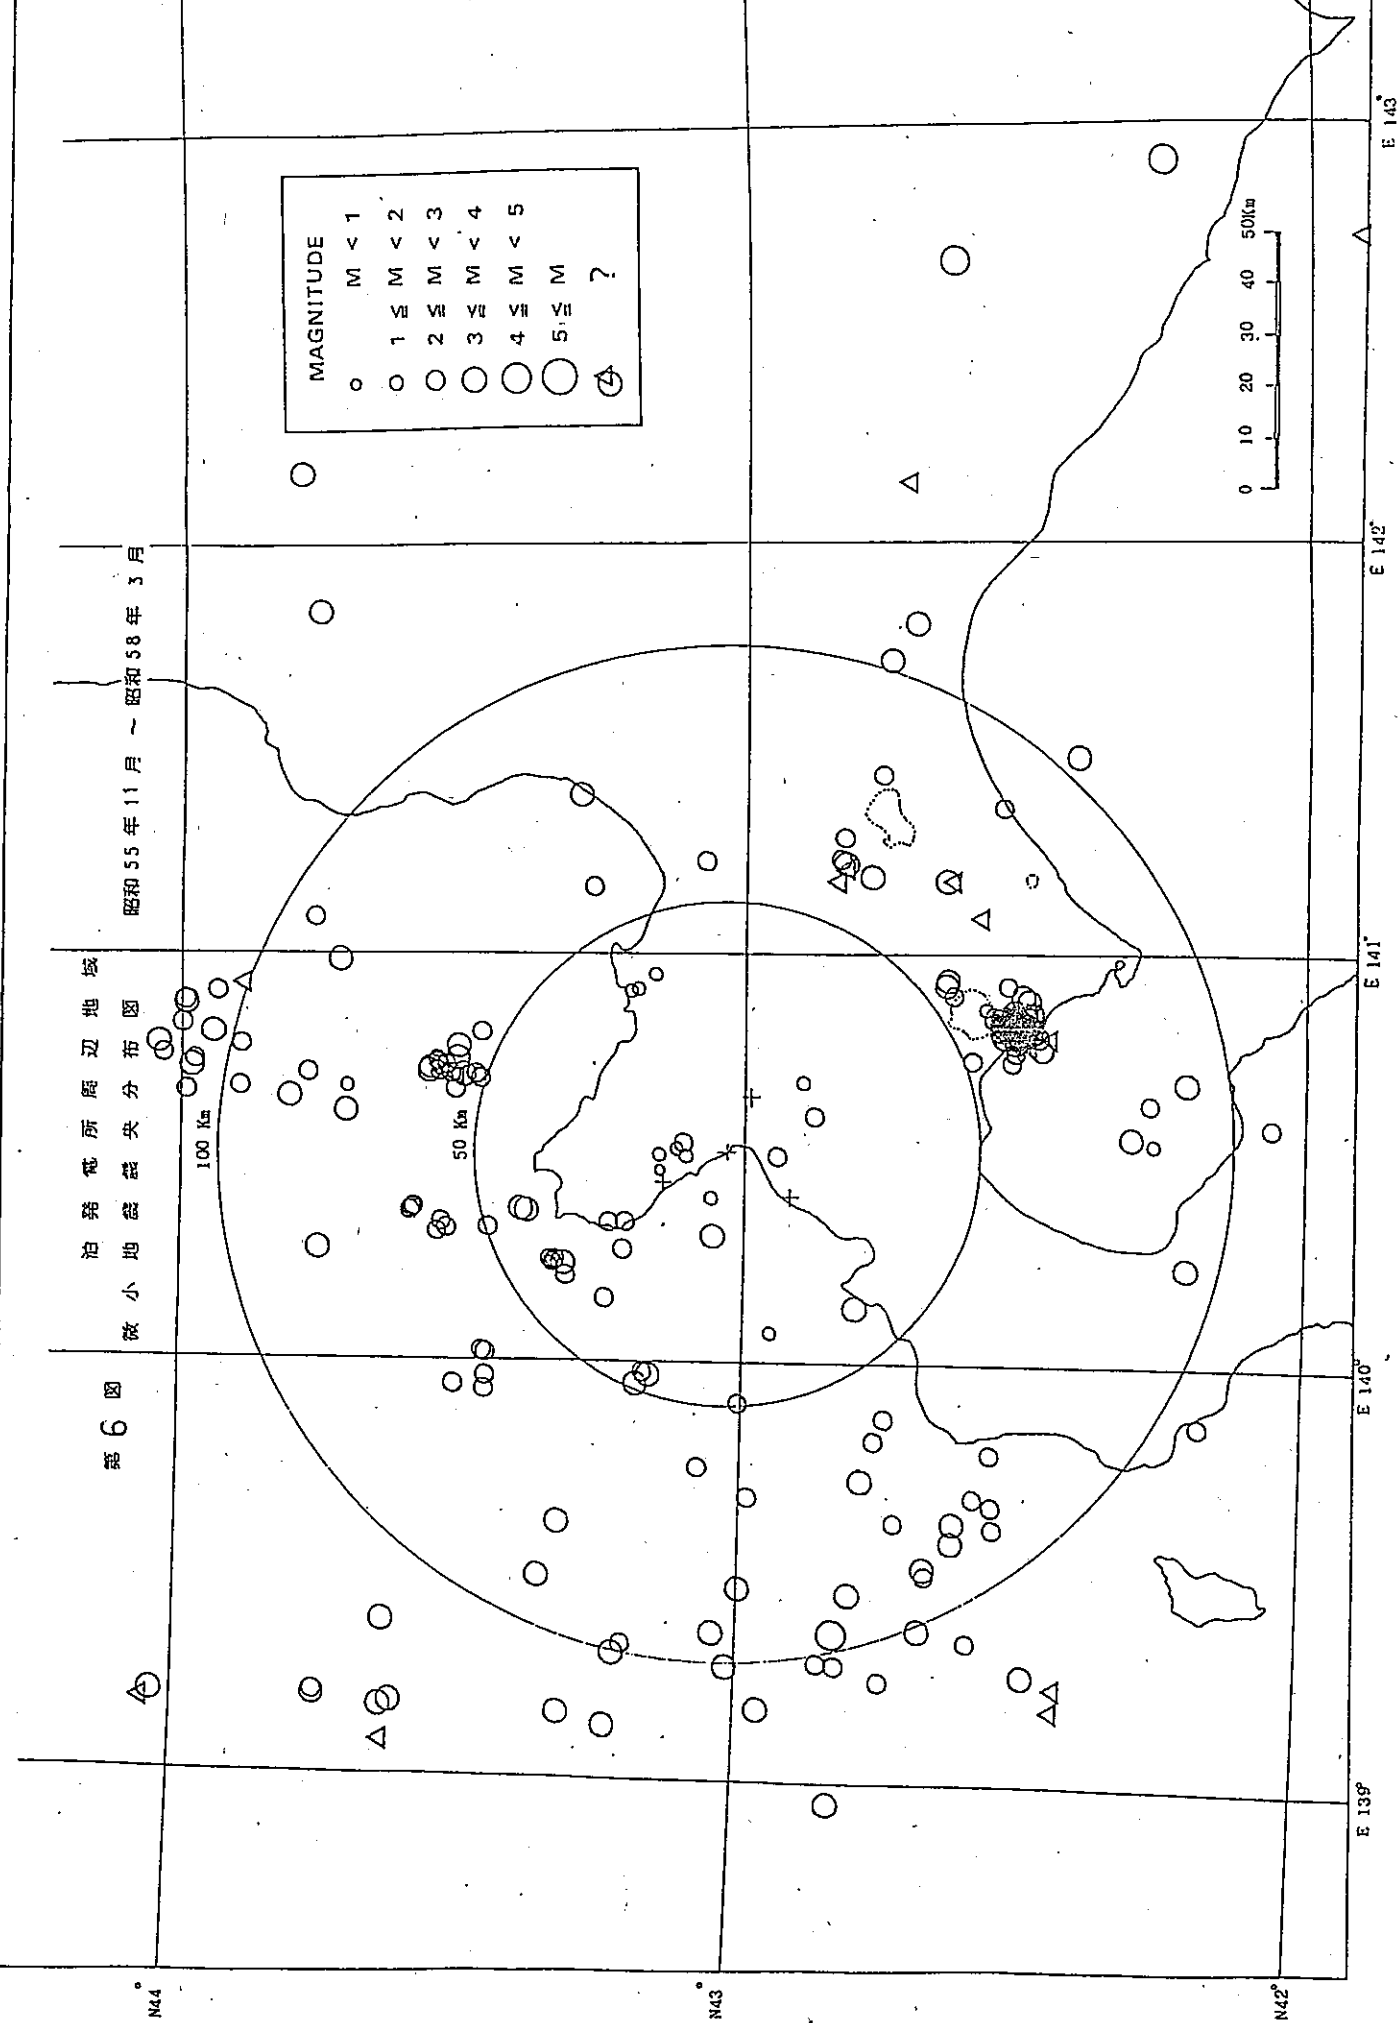 第6図
泊発電所周辺地域
微小地震震央分布図
昭和55年11月 ~ 昭和58年3月
MAGNITUDE
M < 1
1 ≦ M < 2
2 ≦ M < 3
3 ≦ M < 4
4 ≦ M < 5
5 ≦ M
?
100 Km
50 Km
0 10 20 30 40 50Km
N44°
N43°
N42°
E 139°
E 140°
E 141°
E 142°
E 143°